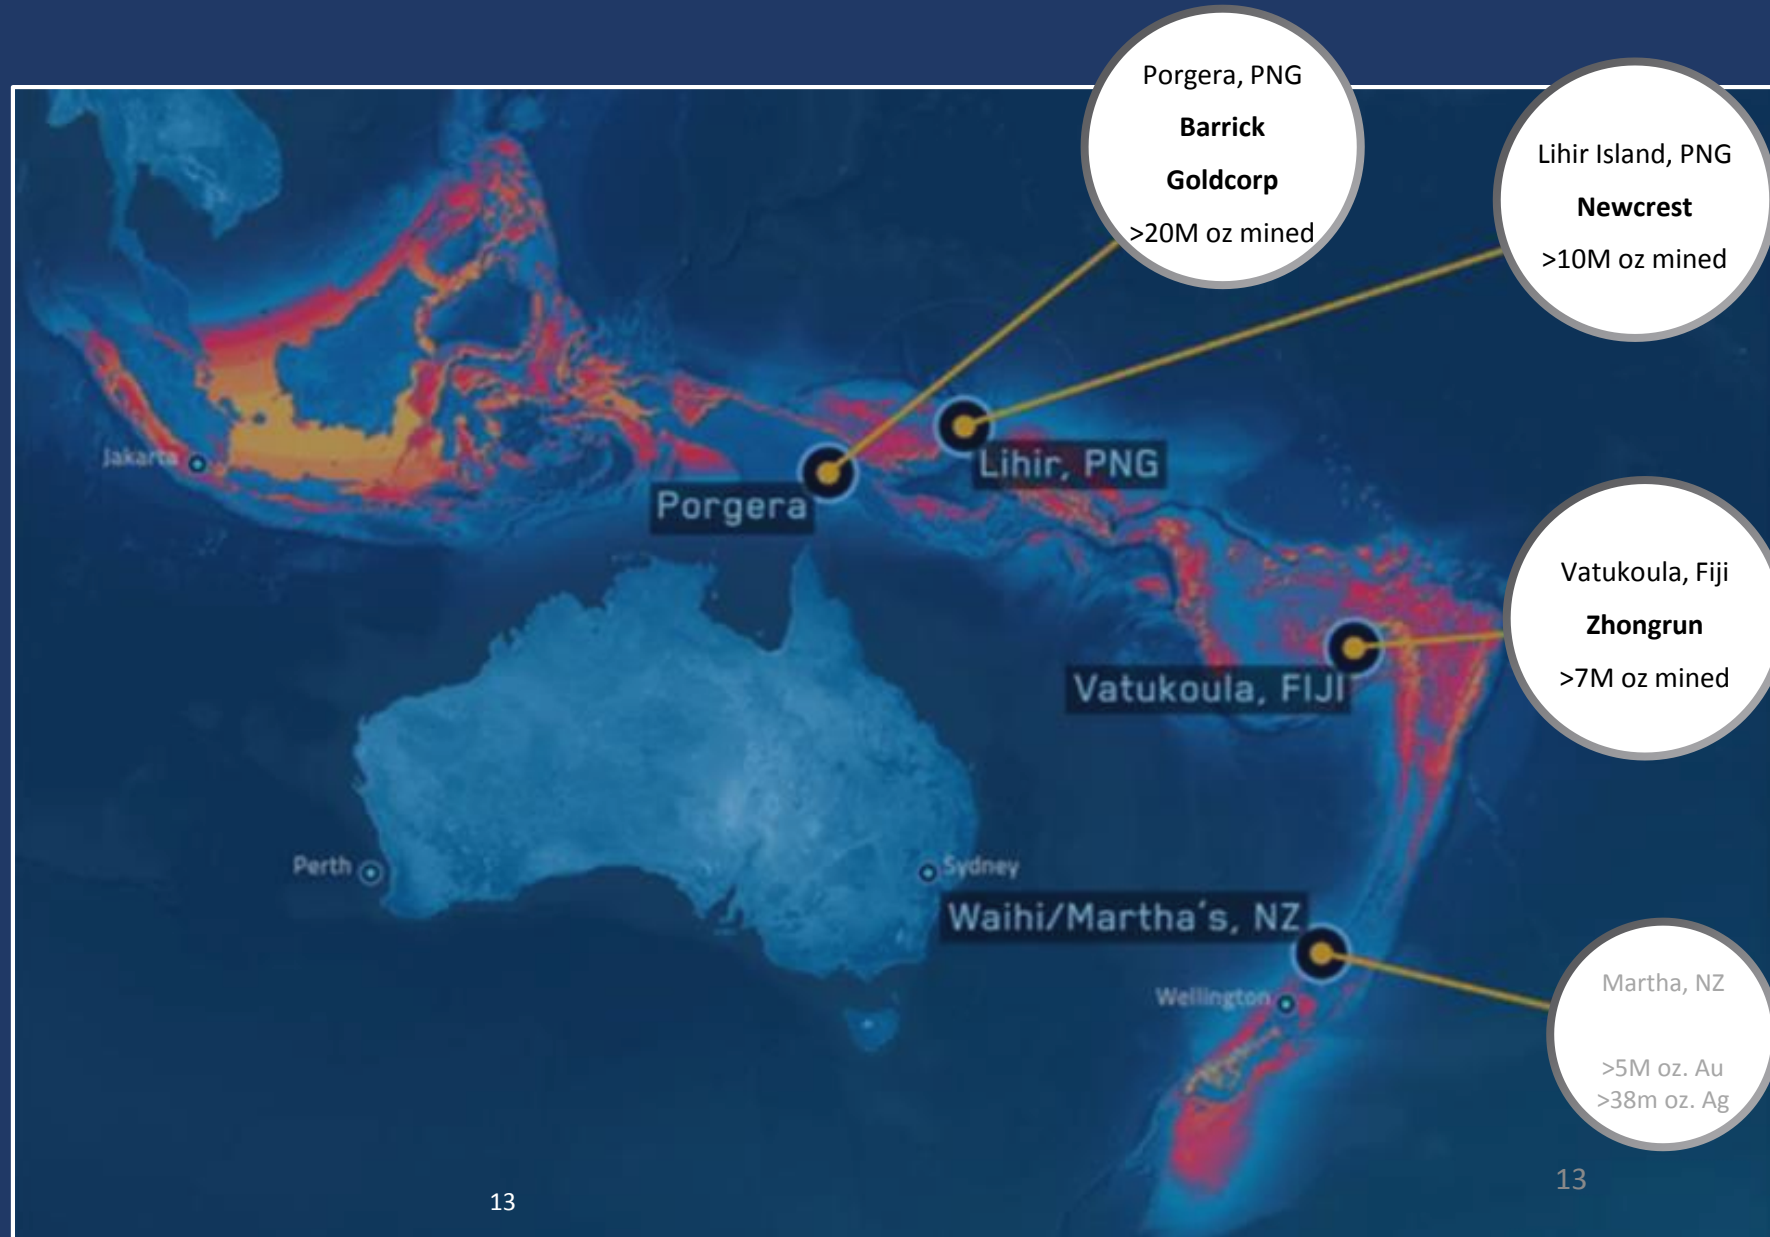 Porgera, PNG
Barrick
Goldcorp
>20M oz mined
Lihir Island, PNG
Newcrest
>10M oz mined
Jakarta
Lihir, PNG
Porgera
Vatukoula, Fiji
Zhongrun
>7M oz mined
Vatukoula, FIJI
Perth
Sydney
Waihi/Martha's, NZ
Wellington
Martha, NZ
>5M oz. Au
>38m oz. Ag
13
13